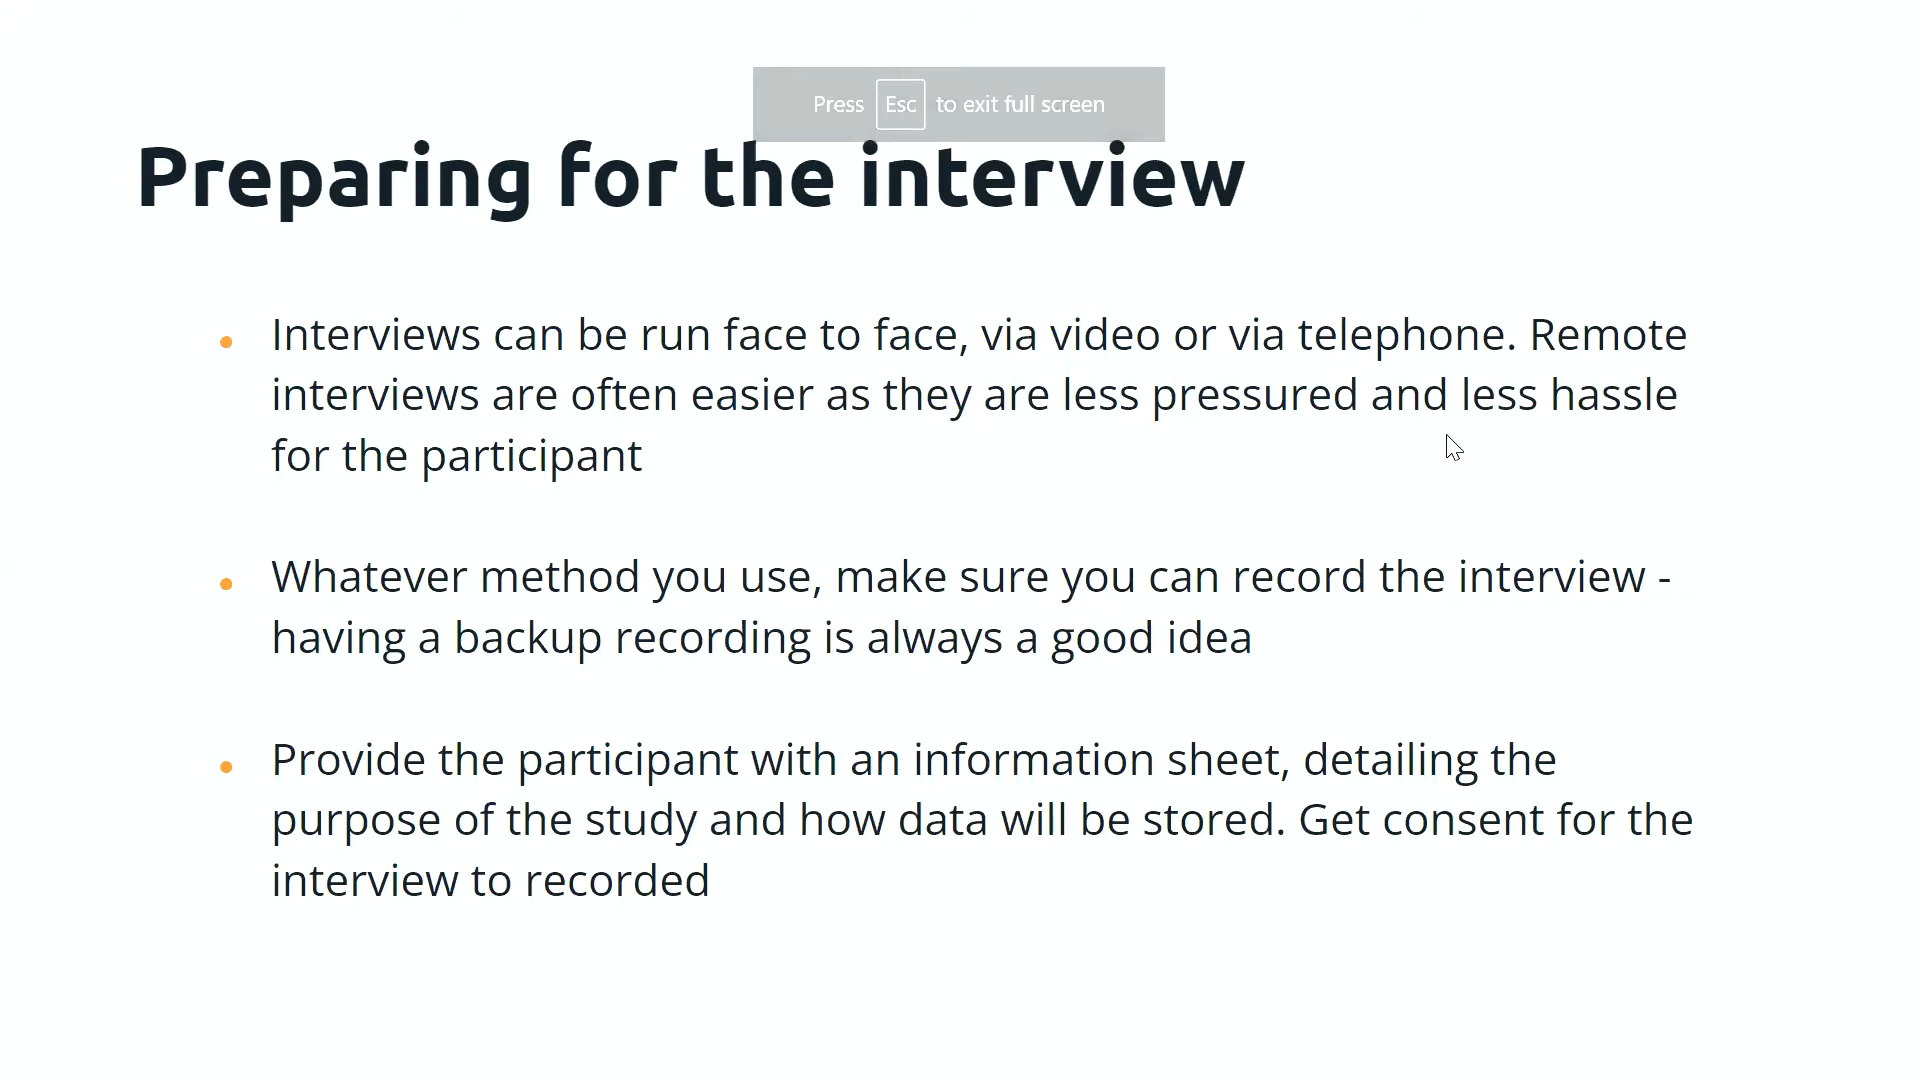 Press Esc to exit full screen
Preparing for the interview
• Interviews can be run face to face, via video or via telephone. Remote
interviews are often easier as they are less pressured and less hassle
for the participant
• Whatever method you use, make sure you can record the interview -
having a backup recording is always a good idea
• Provide the participant with an information sheet, detailing the
purpose of the study and how data will be stored. Get consent for the
interview to recorded